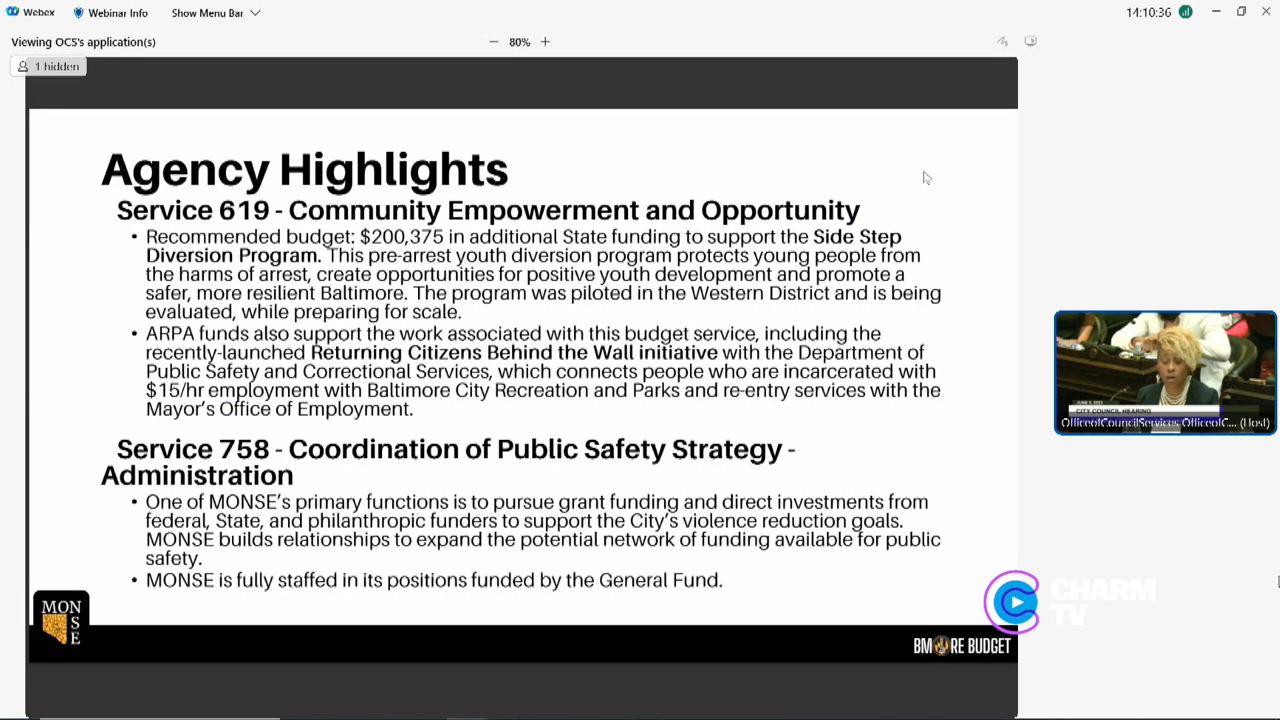 Webex
Webinar Info
Show Menu Bar
14:10:36
Viewing OCS's application(s)
80%
1 hidden
Agency Highlights
Service 619 - Community Empowerment and Opportunity
• Recommended budget: $200,375 in additional State funding to support the Side Step
Diversion Program. This pre-arrest youth diversion program protects young people from
the harms of arrest, create opportunities for positive youth development and promote a
safer, more resilient Baltimore. The program was piloted in the Western District and is being
evaluated, while preparing for scale.
• ARPA funds also support the work associated with this budget service, including the
recently-launched Returning Citizens Behind the Wall initiative with the Department of
Public Safety and Correctional Services, which connects people who are incarcerated with
$15/hr employment with Baltimore City Recreation and Parks and re-entry services with the
Mayor's Office of Employment.
Service 758 - Coordination of Public Safety Strategy -
Administration
• One of MONSE's primary functions is to pursue grant funding and direct investments from
federal, State, and philanthropic funders to support the City's violence reduction goals.
MONSE builds relationships to expand the potential network of funding available for public
safety.
• MONSE is fully staffed in its positions funded by the General Fund.
MON
S
E
BMORE BUDGET
CITY COUNCIL HEARING
OfficeofCouncilServices OfficeofC... (Host)
CHARM
TV